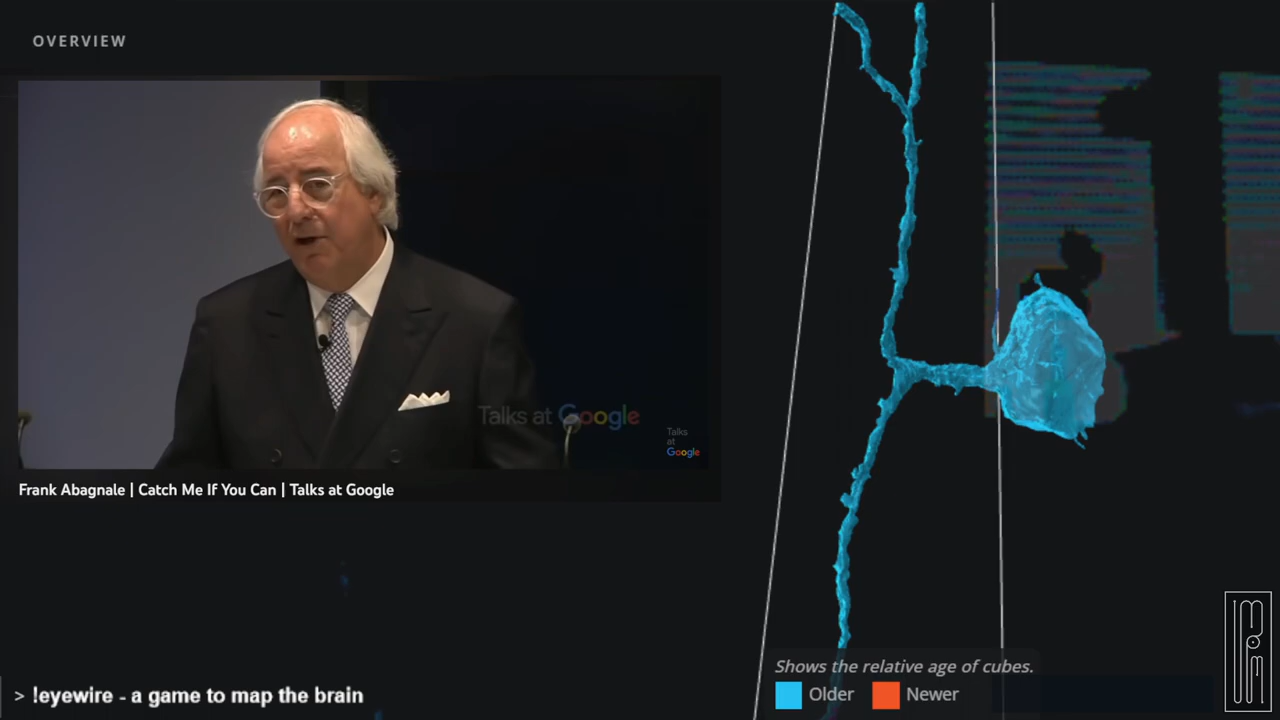 OVERVIEW
Talks at Google
Talks
at
Google
Frank Abagnale | Catch Me If You Can | Talks at Google
> !eyewire - a game to map the brain
Shows the relative age of cubes.
Older
Newer